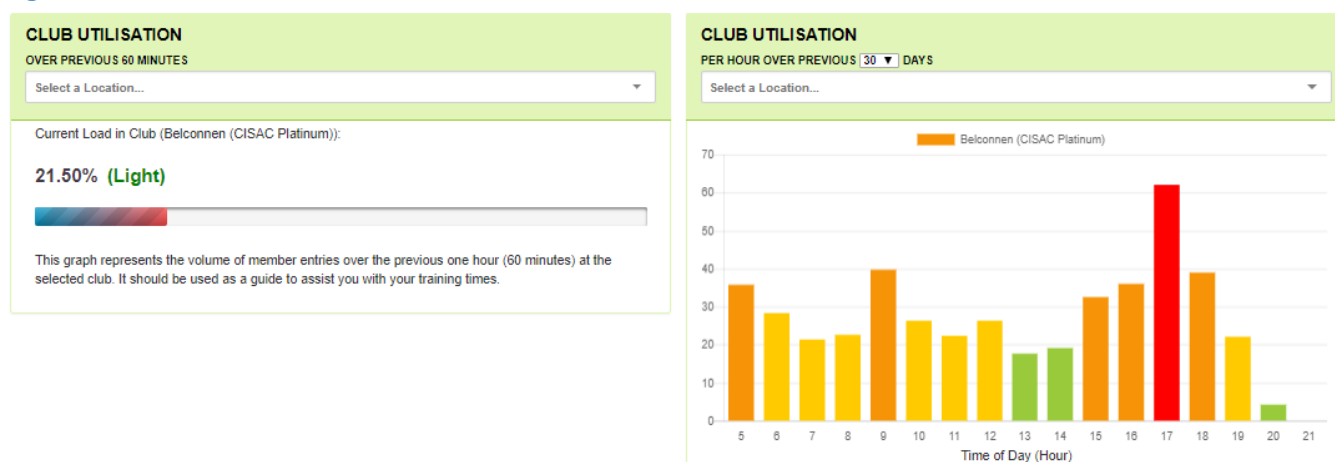 CLUB UTILISATION
OVER PREVIOUS 60 MINUTES
Select a Location...
Current Load in Club (Belconnen (CISAC Platinum)):
21.50% (Light)
This graph represents the volume of member entries over the previous one hour (60 minutes) at the
selected club. It should be used as a guide to assist you with your training times.
CLUB UTILISATION
PER HOUR OVER PREVIOUS 30 ▼ DAYS
Select a Location...
Belconnen (CISAC Platinum)
70
60
50
40
30
20
10
0
5 6 7 8 9 10 11 12 13 14 15 16 17 18 19 20 21
Time of Day (Hour)